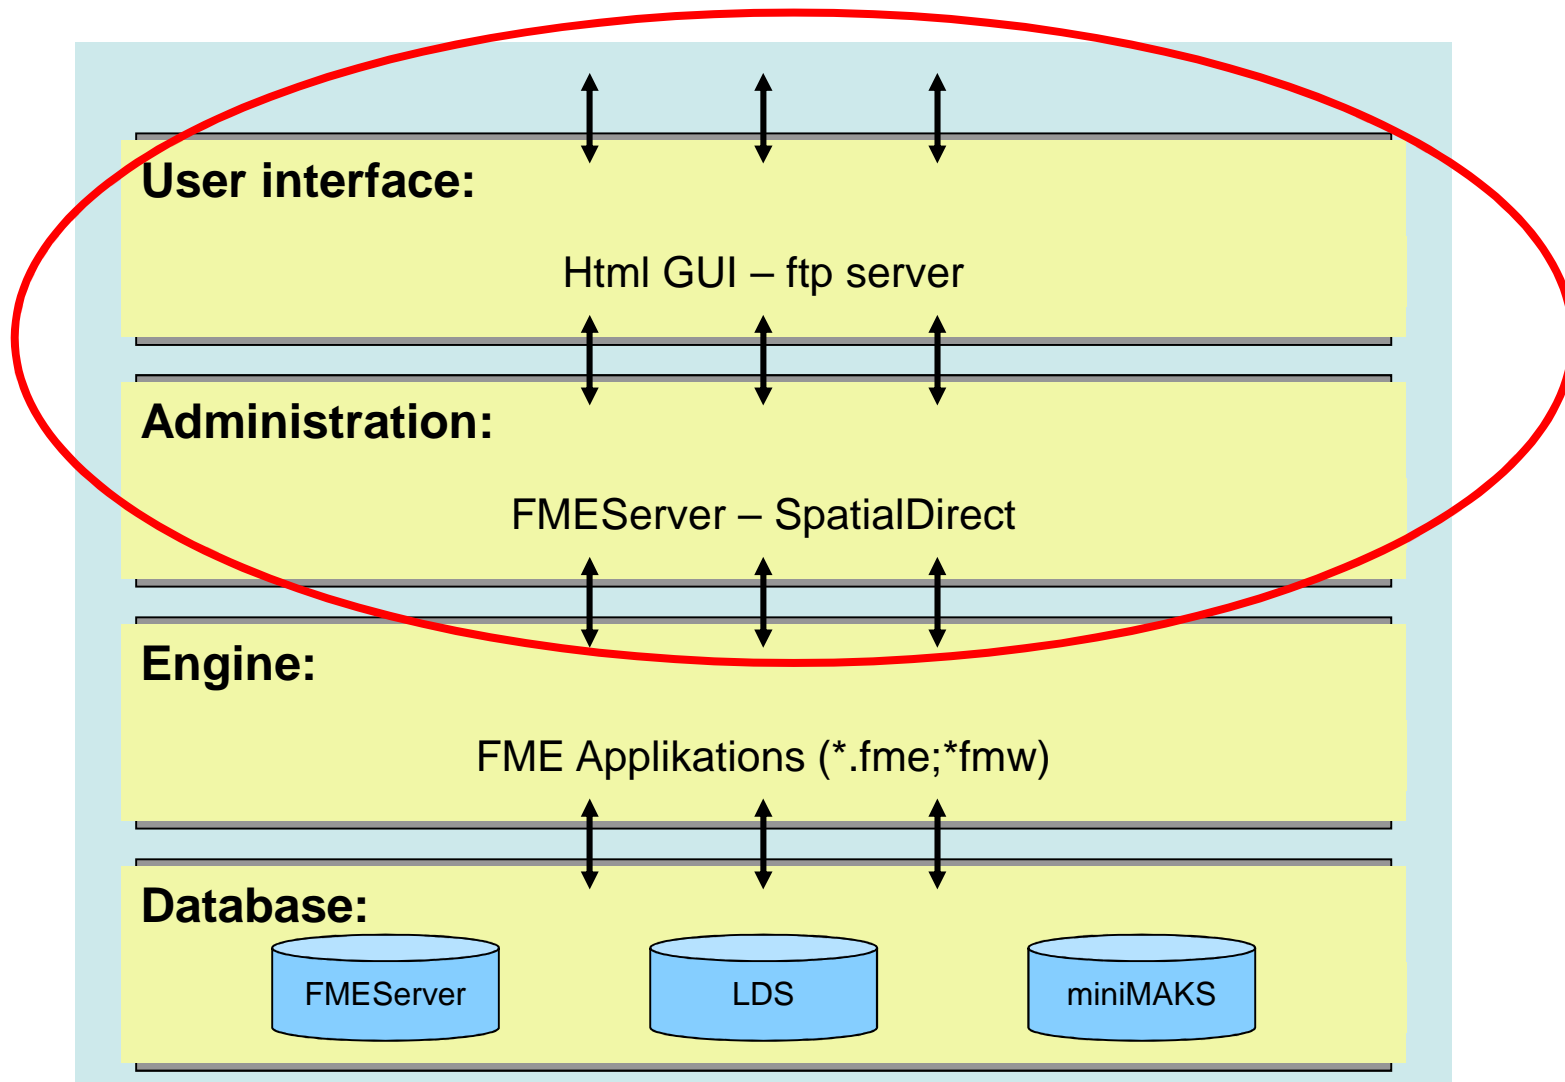 User interface:
Html GUI – ftp server
Administration:
FMEServer – SpatialDirect
Engine:
FME Applikations (*.fme;*fmw)
Database:
FMEServer
LDS
miniMAKS